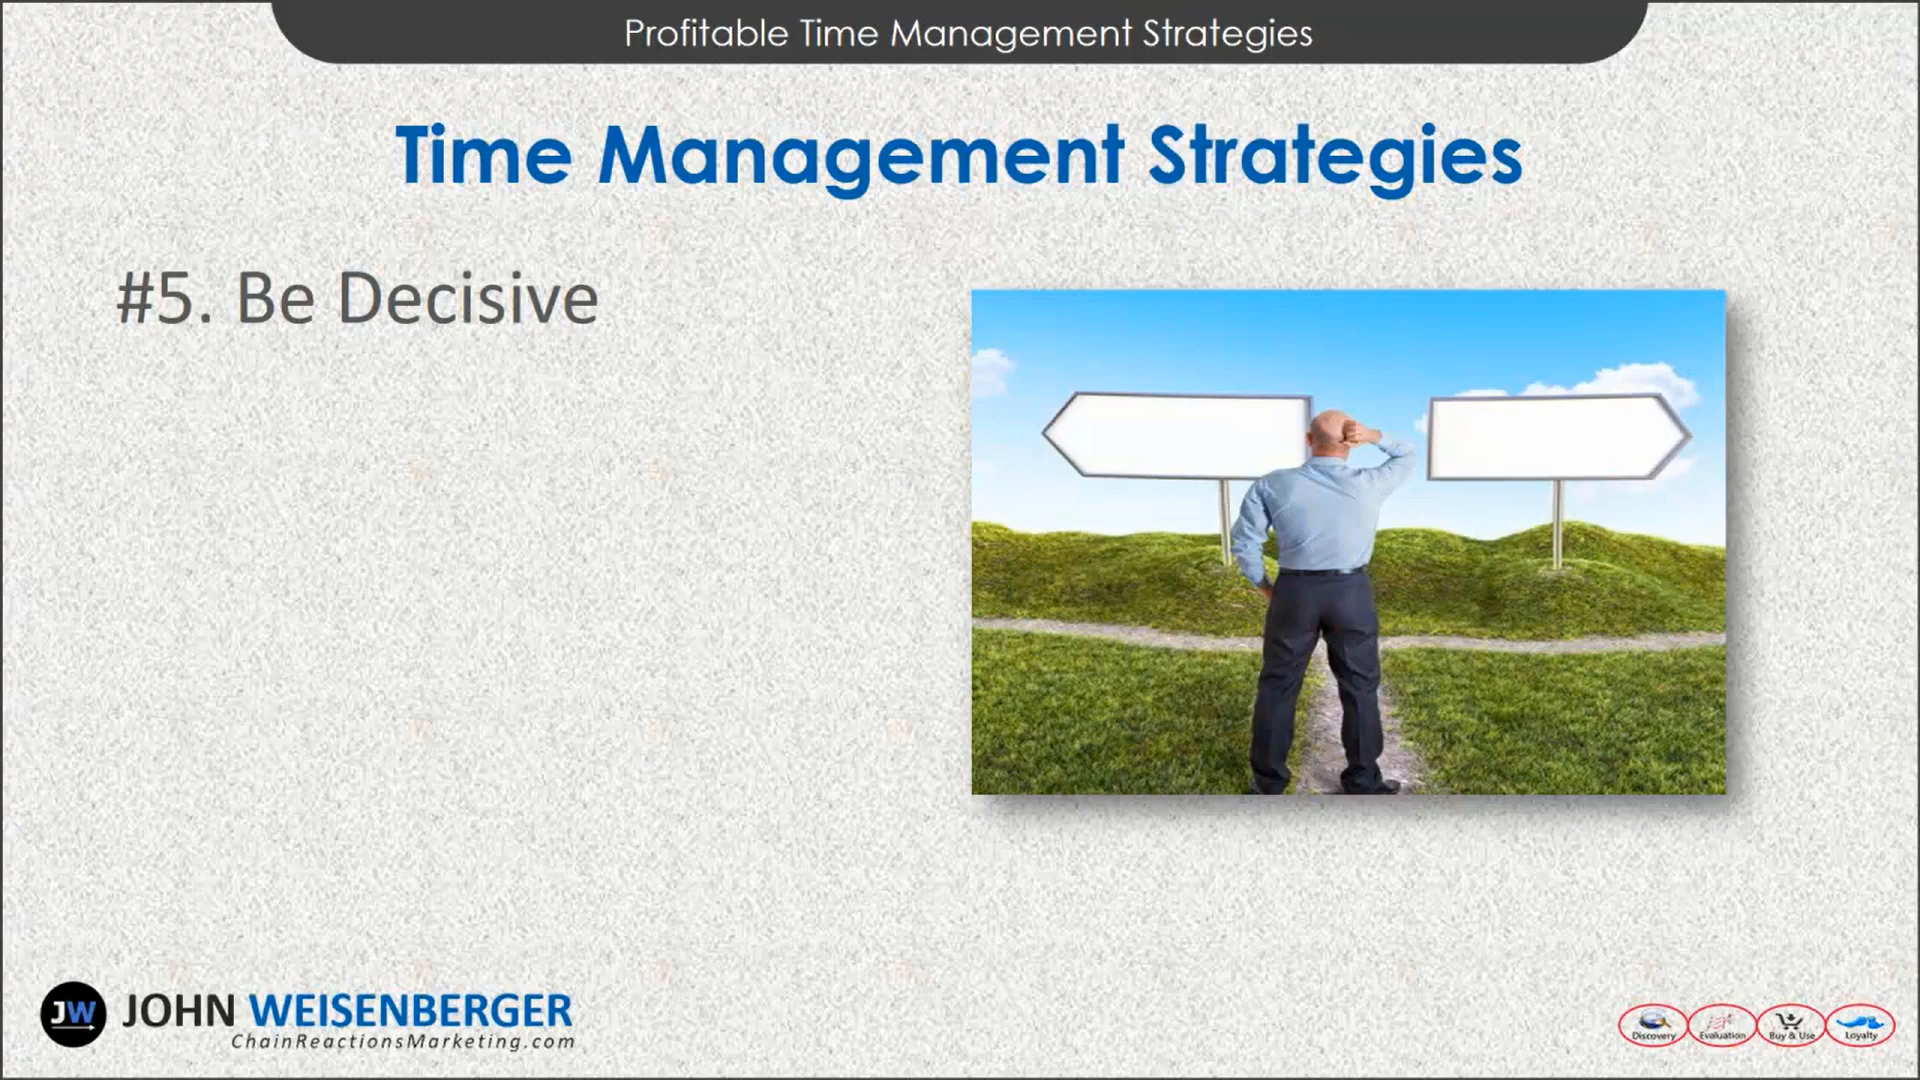 Profitable Time Management Strategies
Time Management Strategies
#5. Be Decisive
JW JOHN WEISENBERGER
ChainReactionsMarketing.com
Discovery Evaluation Buy & Use Loyalty